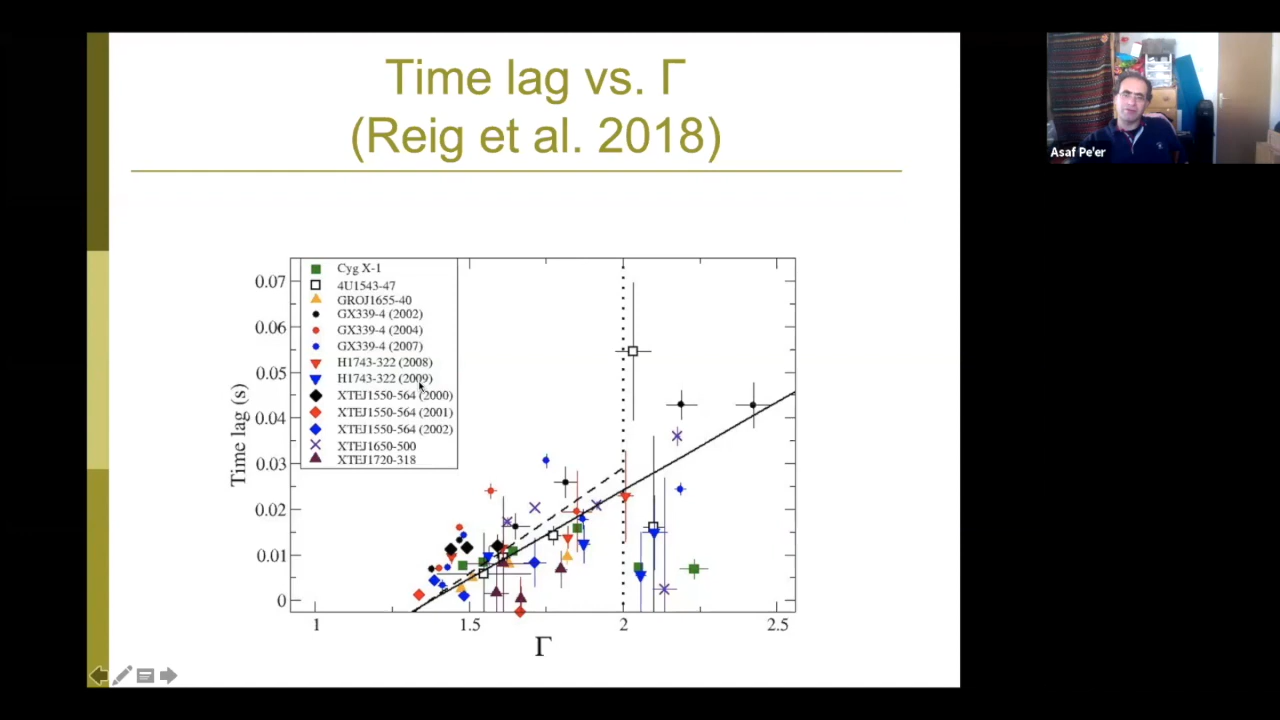 Time lag vs. Γ
(Reig et al. 2018)
Asaf Pe'er
Cyg X-1
4U1543-47
GROJ1655-40
GX339-4 (2002)
GX339-4 (2004)
GX339-4 (2007)
H1743-322 (2008)
H1743-322 (2009)
XTEJ1550-564 (2000)
XTEJ1550-564 (2001)
XTEJ1550-564 (2002)
XTEJ1650-500
XTEJ1720-318
Time lag (s)
0.07
0.06
0.05
0.04
0.03
0.02
0.01
0
1
1.5
2
2.5
Γ